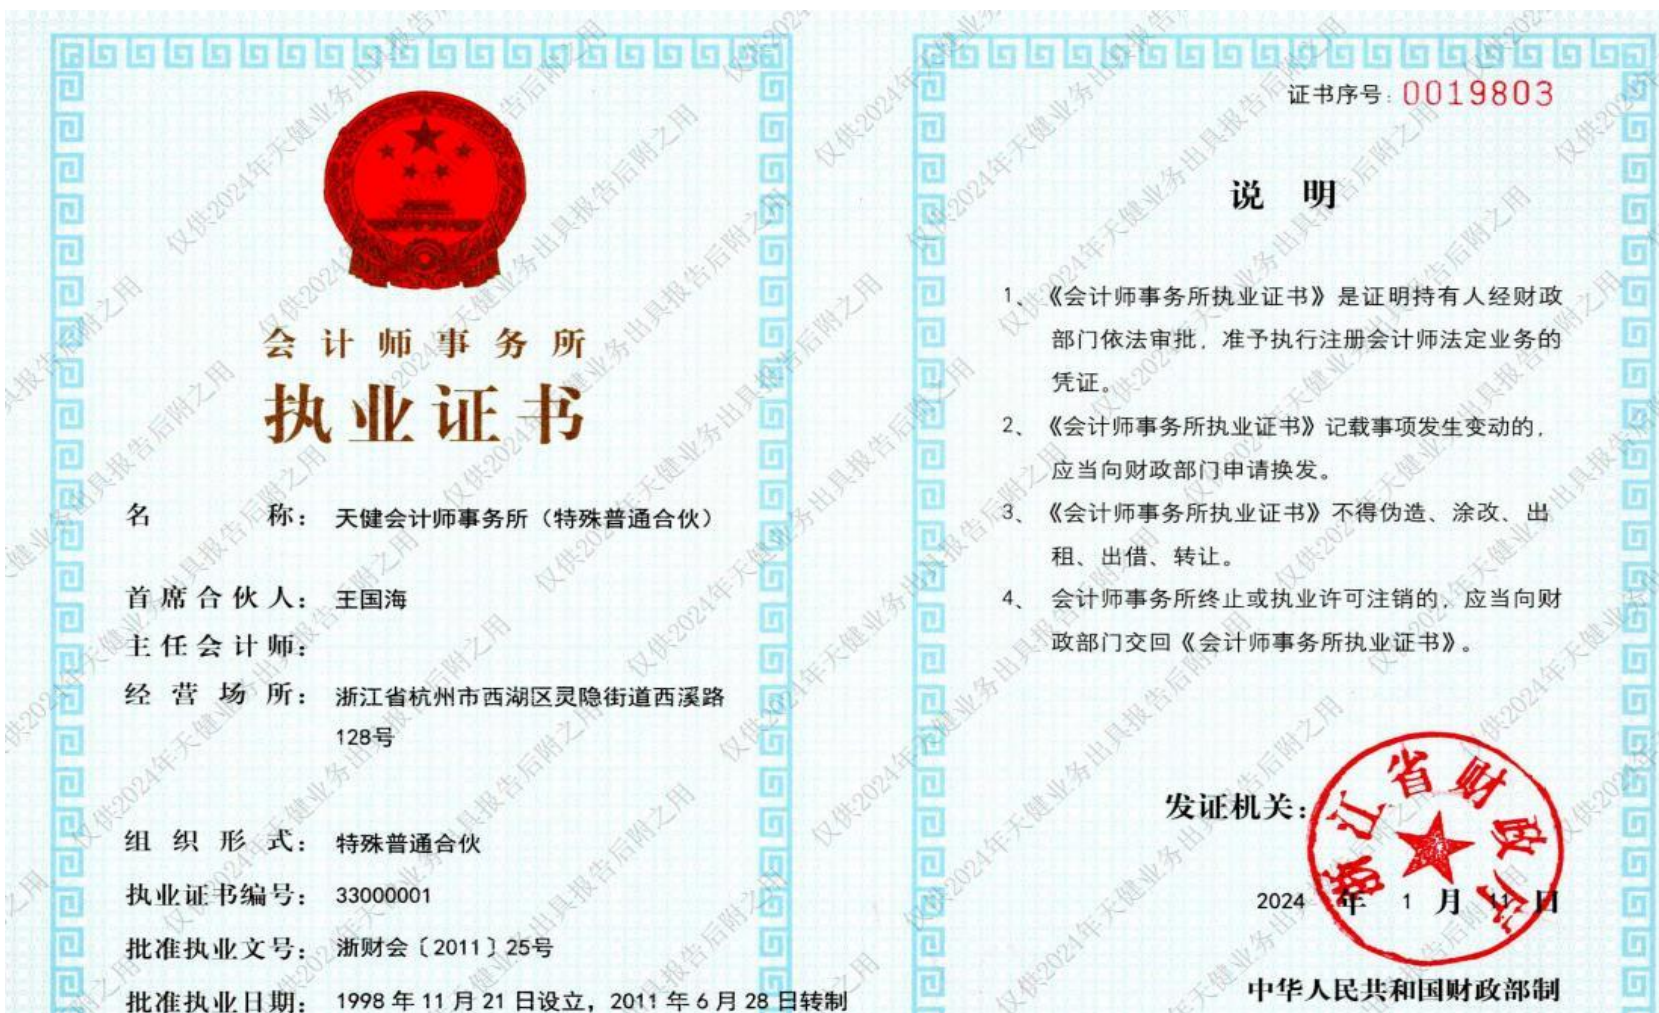 会计师事务所
执业证书
名 称： 天健会计师事务所（特殊普通合伙）
首席合伙人： 王国海
主任会计师：
经营场所： 浙江省杭州市西湖区灵隐街道西溪路
128号
组织形式： 特殊普通合伙
执业证书编号： 33000001
批准执业文号： 浙财会〔2011〕25号
批准执业日期： 1998 年 11 月 21 日设立，2011 年 6 月 28 日转制
证书序号：0019803
说 明
1、《会计师事务所执业证书》是证明持有人经财政
部门依法审批，准予执行注册会计师法定业务的
凭证。
2、《会计师事务所执业证书》记载事项发生变动的，
应当向财政部门申请换发。
3、《会计师事务所执业证书》不得伪造、涂改、出
租、出借、转让。
4、 会计师事务所终止或执业许可注销的，应当向财
政部门交回《会计师事务所执业证书》。
发证机关：
浙江省财政厅
2024 年 1 月 11 日
中华人民共和国财政部制
仅供2024年天健业务出具报告后附之用